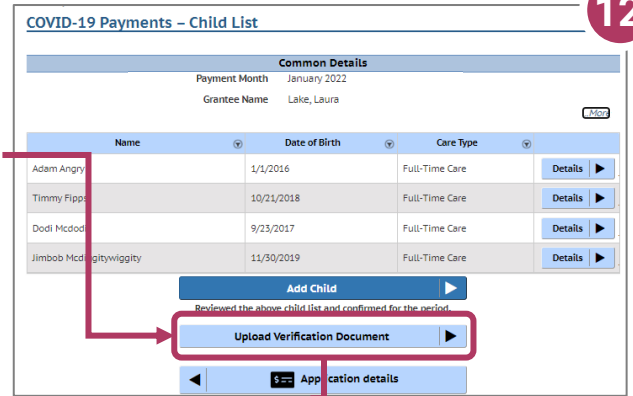 12
COVID-19 Payments – Child List
Common Details
Payment Month January 2022
Grantee Name Lake, Laura
...More
Name Date of Birth Care Type
Adam Angry 1/1/2016 Full-Time Care Details
Timmy Fipps 10/21/2018 Full-Time Care Details
Dodi Mcdodi 9/23/2017 Full-Time Care Details
Jimbob 11/30/2019 Full-Time Care Details
Add Child
Reviewed the above child list and confirmed for the period.
Upload Verification Document
$ Application details